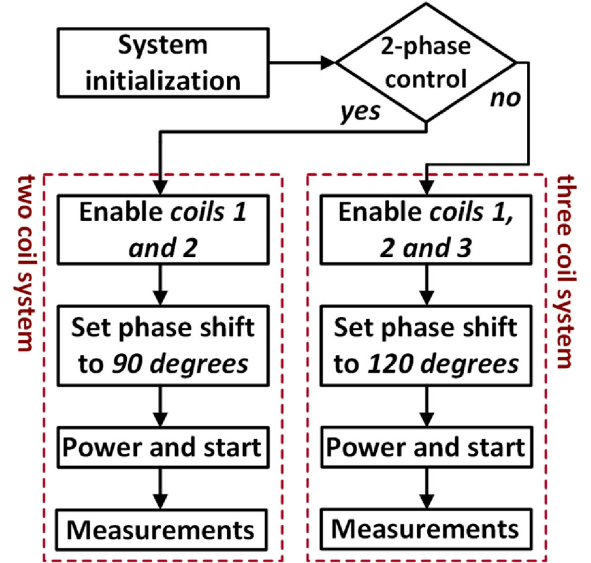 System
initialization
2-phase
control
yes
no
two coil system
Enable coils 1
and 2
Set phase shift
to 90 degrees
Power and start
Measurements
three coil system
Enable coils 1,
2 and 3
Set phase shift
to 120 degrees
Power and start
Measurements